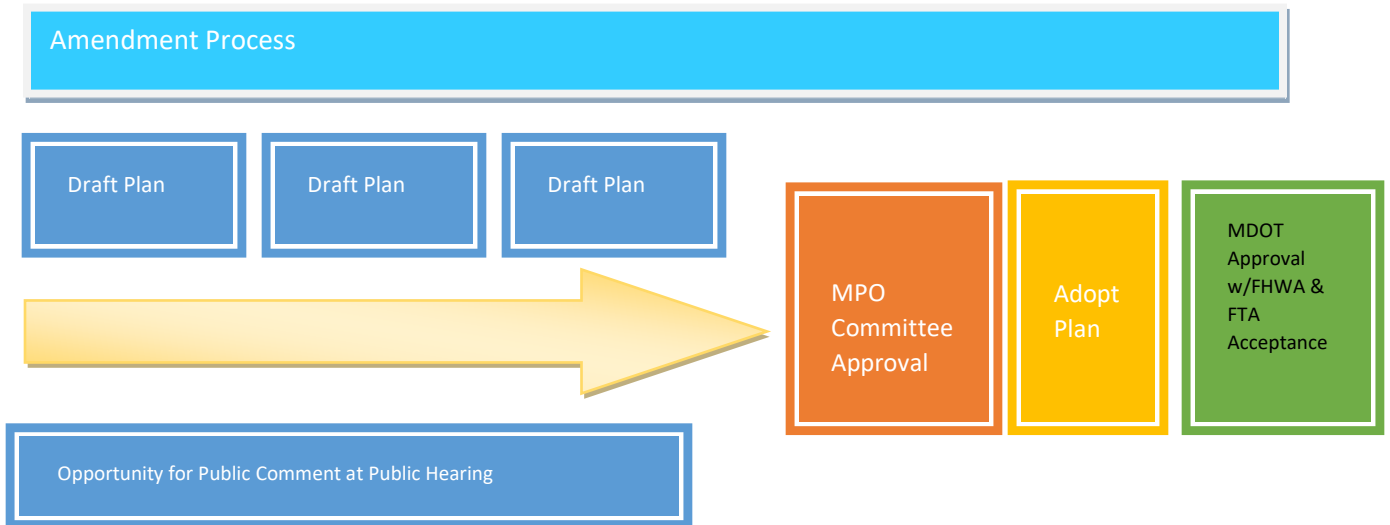 Amendment Process
Draft Plan
Draft Plan
Draft Plan
MPO
Committee
Approval
Adopt
Plan
MDOT
Approval
w/FHWA &
FTA
Acceptance
Opportunity for Public Comment at Public Hearing